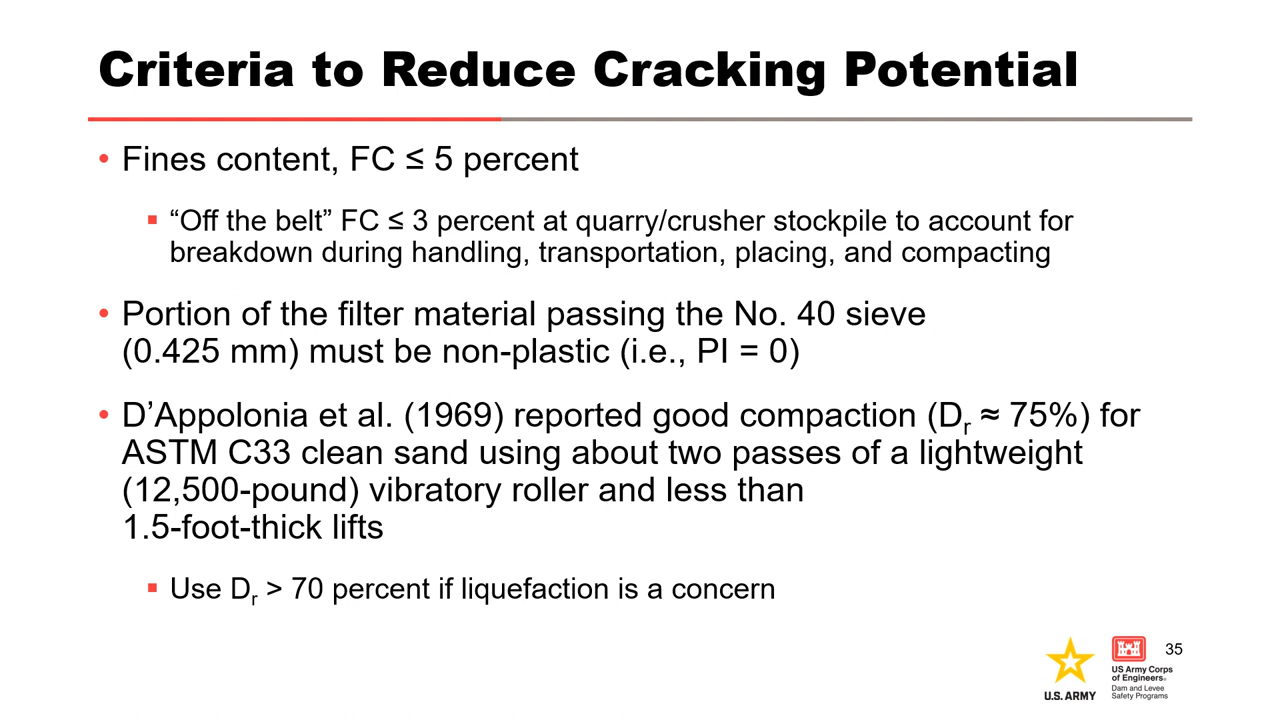 Criteria to Reduce Cracking Potential
• Fines content, FC ≤ 5 percent
▪ “Off the belt” FC ≤ 3 percent at quarry/crusher stockpile to account for
breakdown during handling, transportation, placing, and compacting
• Portion of the filter material passing the No. 40 sieve
(0.425 mm) must be non-plastic (i.e., PI = 0)
• D’Appolonia et al. (1969) reported good compaction (Dr ≈ 75%) for
ASTM C33 clean sand using about two passes of a lightweight
(12,500-pound) vibratory roller and less than
1.5-foot-thick lifts
▪ Use Dr > 70 percent if liquefaction is a concern
U.S. ARMY
US Army Corps
of Engineers®
Dam and Levee
Safety Programs
35